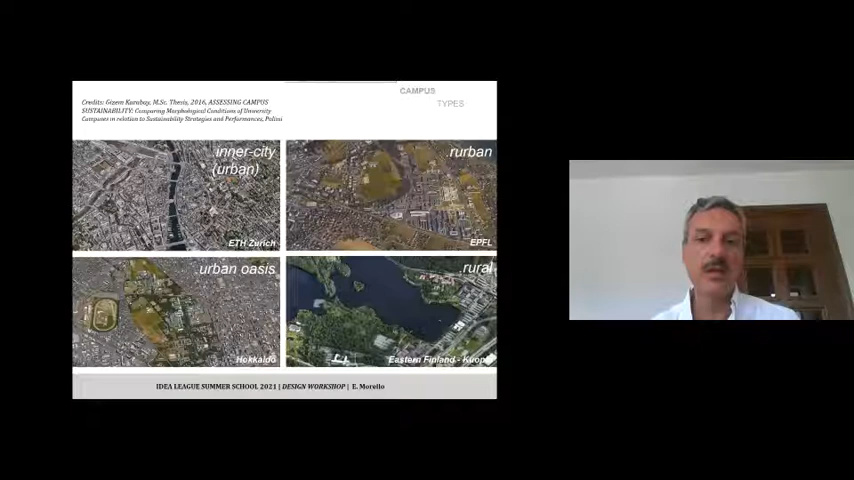 CAMPUS
TYPES
Credits: Gizem Karabay, M.Sc. Thesis, 2016, ASSESSING CAMPUS
SUSTAINABILITY: Comparing Morphological Conditions of University
Campuses in relation to Sustainability Strategies and Performances, Polimi
inner-city
(urban)
ETH Zurich
rurban
EPFL
urban oasis
Hokkaido
rural
Eastern Finland - Kuopio
IDEA LEAGUE SUMMER SCHOOL 2021 | DESIGN WORKSHOP | E. Morello